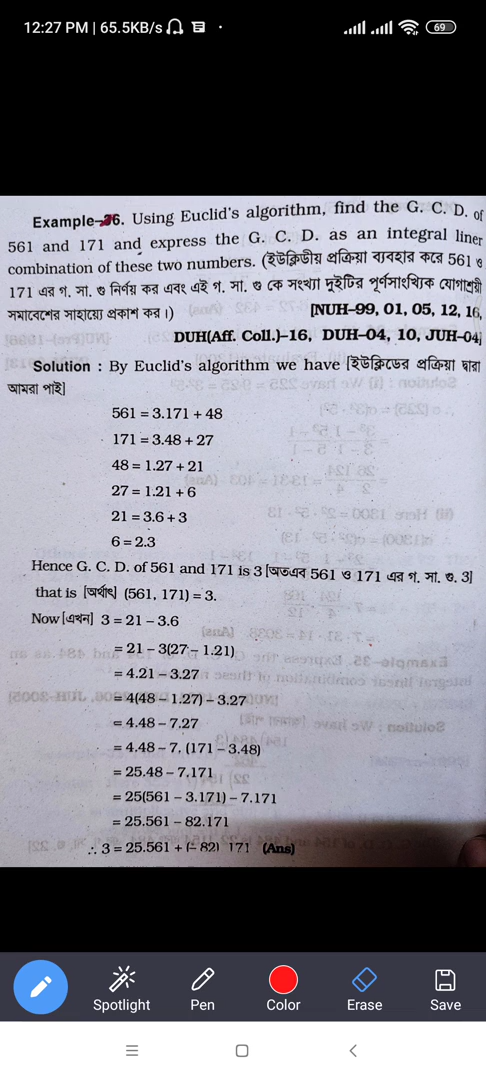 12:27 PM | 65.5KB/s
69
Example-36. Using Euclid's algorithm, find the G. C. D. of
561 and 171 and express the G. C. D. as an integral liner
combination of these two numbers. (ইউক্লিডীয় প্রক্রিয়া ব্যবহার করে 561 ও
171 এর গ. সা. গু নির্ণয় কর এবং এই গ. সা. গু কে সংখ্যা দুইটির পূর্ণসাংখ্যিক যোগাশ্রয়ী
সমাবেশের সাহায্যে প্রকাশ কর।) [NUH-99, 01, 05, 12, 16,
DUH(Aff. Coll.)-16, DUH-04, 10, JUH-04]
Solution : By Euclid's algorithm we have [ইউক্লিডের প্রক্রিয়া দ্বারা
আমরা পাই]
561 = 3.171 + 48
171 = 3.48 + 27
48 = 1.27 + 21
27 = 1.21 + 6
21 = 3.6 + 3
6 = 2.3
Hence G. C. D. of 561 and 171 is 3 [অতএব 561 ও 171 এর গ. সা. গু. 3]
that is [অর্থাৎ] (561, 171) = 3.
Now [এখন] 3 = 21 – 3.6
= 21 – 3(27 – 1.21)
= 4.21 – 3.27
= 4(48 – 1.27) – 3.27
= 4.48 – 7.27
= 4.48 – 7. (171 – 3.48)
= 25.48 – 7.171
= 25(561 – 3.171) – 7.171
= 25.561 – 82.171
∴ 3 = 25.561 + (– 82) 171 (Ans)
Spotlight Pen Color Erase Save